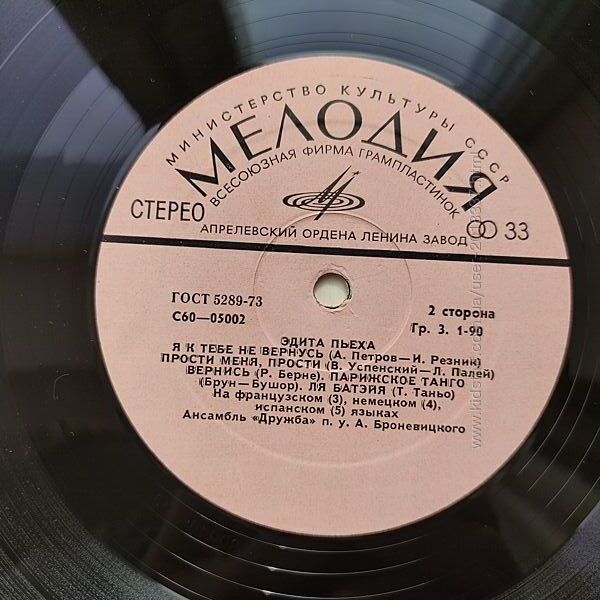 МИНИСТЕРСТВО КУЛЬТУРЫ СССР
МЕЛОДИЯ
ВСЕСОЮЗНАЯ ФИРМА ГРАМПЛАСТИНОК
СТЕРЕО
33
АПРЕЛЕВСКИЙ ОРДЕНА ЛЕНИНА ЗАВОД
ГОСТ 5289-73
2 сторона
С60—05002
Гр. 3. 1-90
ЭДИТА ПЬЕХА
Я К ТЕБЕ НЕ ВЕРНУСЬ (А. Петров—И. Резник)
ПРОСТИ МЕНЯ, ПРОСТИ (В. Успенский—Л. Палей)
ВЕРНИСЬ (Р. Берне). ПАРИЖСКОЕ ТАНГО
(Брун—Бушор). ЛЯ БАТЭЯ (Т. Таньо)
На французском (3), немецком (4),
испанском (5) языках
Ансамбль «Дружба» п. у. А. Броневицкого